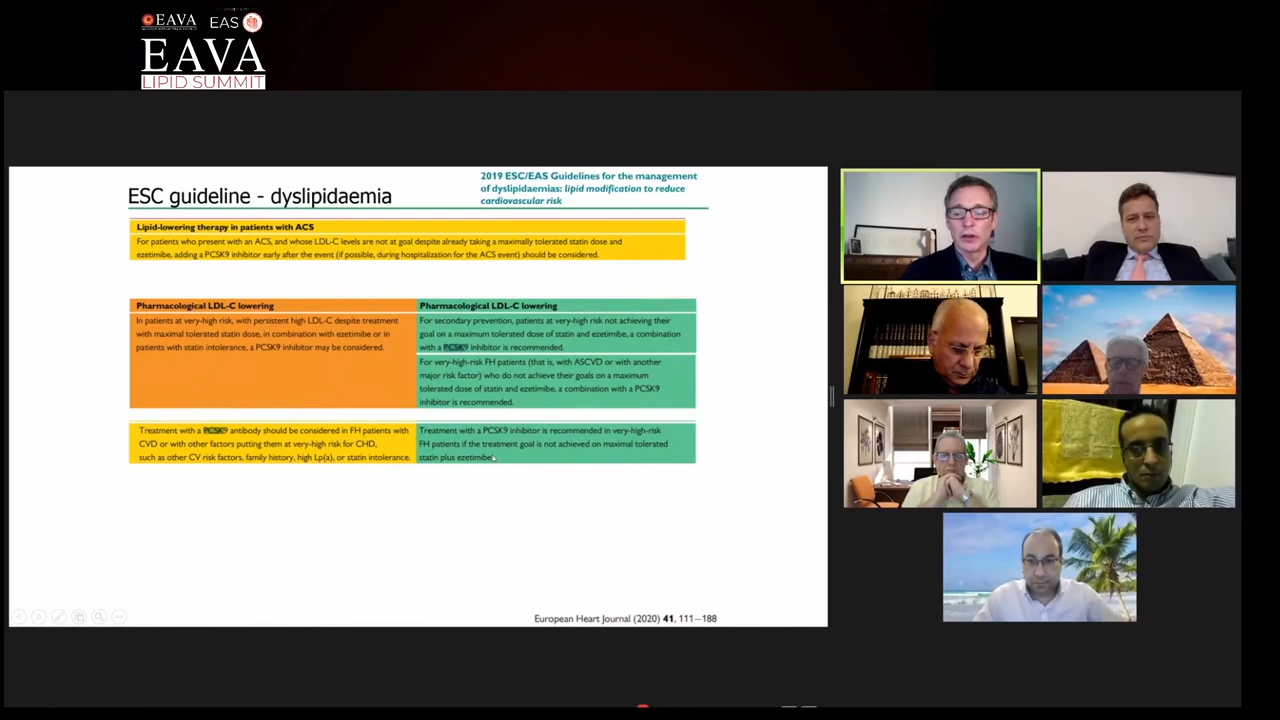 EAVA
EAS
EAVA
LIPID SUMMIT
ESC guideline - dyslipidaemia
2019 ESC/EAS Guidelines for the management
of dyslipidaemias: lipid modification to reduce
cardiovascular risk
Lipid-lowering therapy in patients with ACS
For patients who present with an ACS, and whose LDL-C levels are not at goal despite already taking a maximally tolerated statin dose and
ezetimibe, adding a PCSK9 inhibitor early after the event (if possible, during hospitalization for the ACS event) should be considered.
Pharmacological LDL-C lowering
In patients at very-high risk, with persistent high LDL-C despite treatment
with maximal tolerated statin dose, in combination with ezetimibe or in
patients with statin intolerance, a PCSK9 inhibitor may be considered.
Pharmacological LDL-C lowering
For secondary prevention, patients at very-high risk not achieving their
goal on a maximum tolerated dose of statin and ezetimibe, a combination
with a PCSK9 inhibitor is recommended.
For very-high-risk FH patients (that is, with ASCVD or with another
major risk factor) who do not achieve their goals on a maximum
tolerated dose of statin and ezetimibe, a combination with a PCSK9
inhibitor is recommended.
Treatment with a PCSK9 antibody should be considered in FH patients with
CVD or with other factors putting them at very-high risk for CHD,
such as other CV risk factors, family history, high Lp(a), or statin intolerance.
Treatment with a PCSK9 inhibitor is recommended in very-high-risk
FH patients if the treatment goal is not achieved on maximal tolerated
statin plus ezetimibe.
European Heart Journal (2020) 41, 111–188